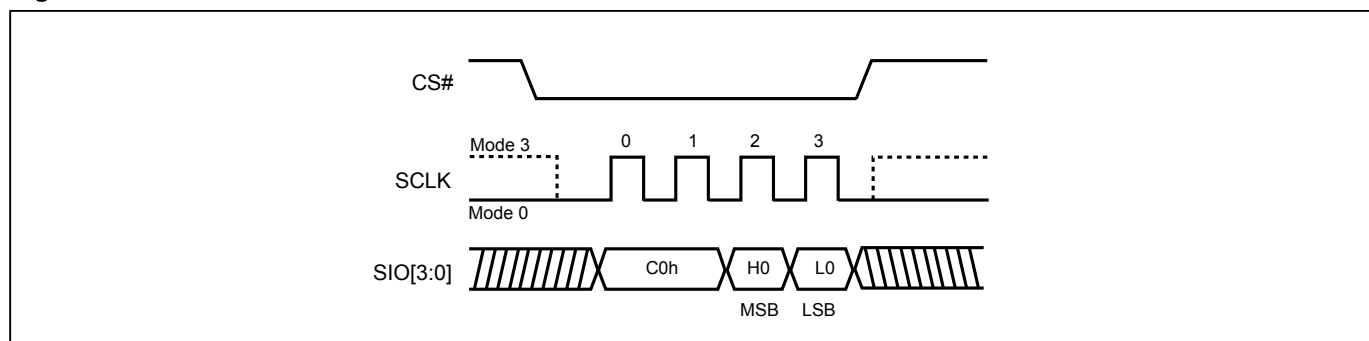 CS#
0 1 2 3
Mode 3
SCLK
Mode 0
SIO[3:0] C0h H0 L0
MSB LSB